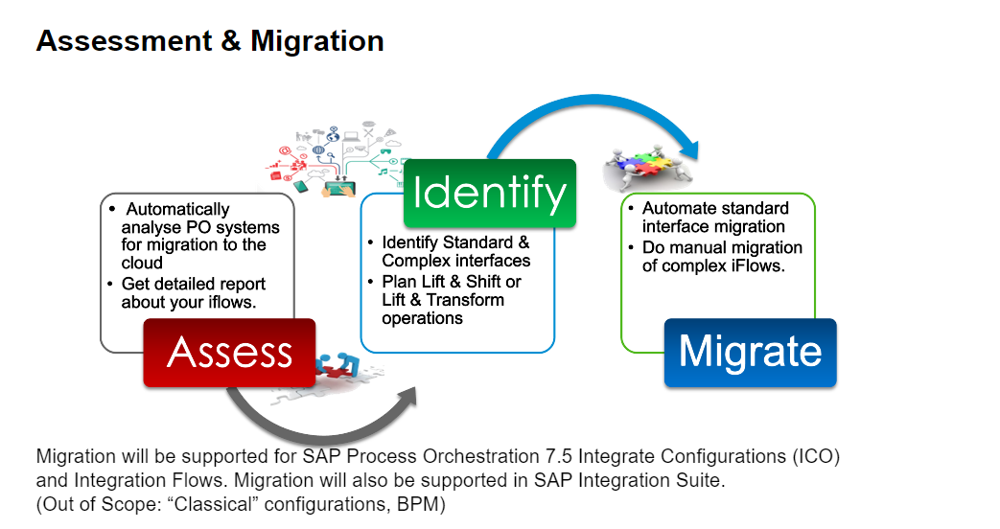 Assessment & Migration
• Automatically
analyse PO systems
for migration to the
cloud
• Get detailed report
about your iflows.
Assess
Identify
• Identify Standard &
Complex interfaces
• Plan Lift & Shift or
Lift & Transform
operations
• Automate standard
interface migration
• Do manual migration
of complex iFlows.
Migrate
Migration will be supported for SAP Process Orchestration 7.5 Integrate Configurations (ICO)
and Integration Flows. Migration will also be supported in SAP Integration Suite.
(Out of Scope: “Classical” configurations, BPM)